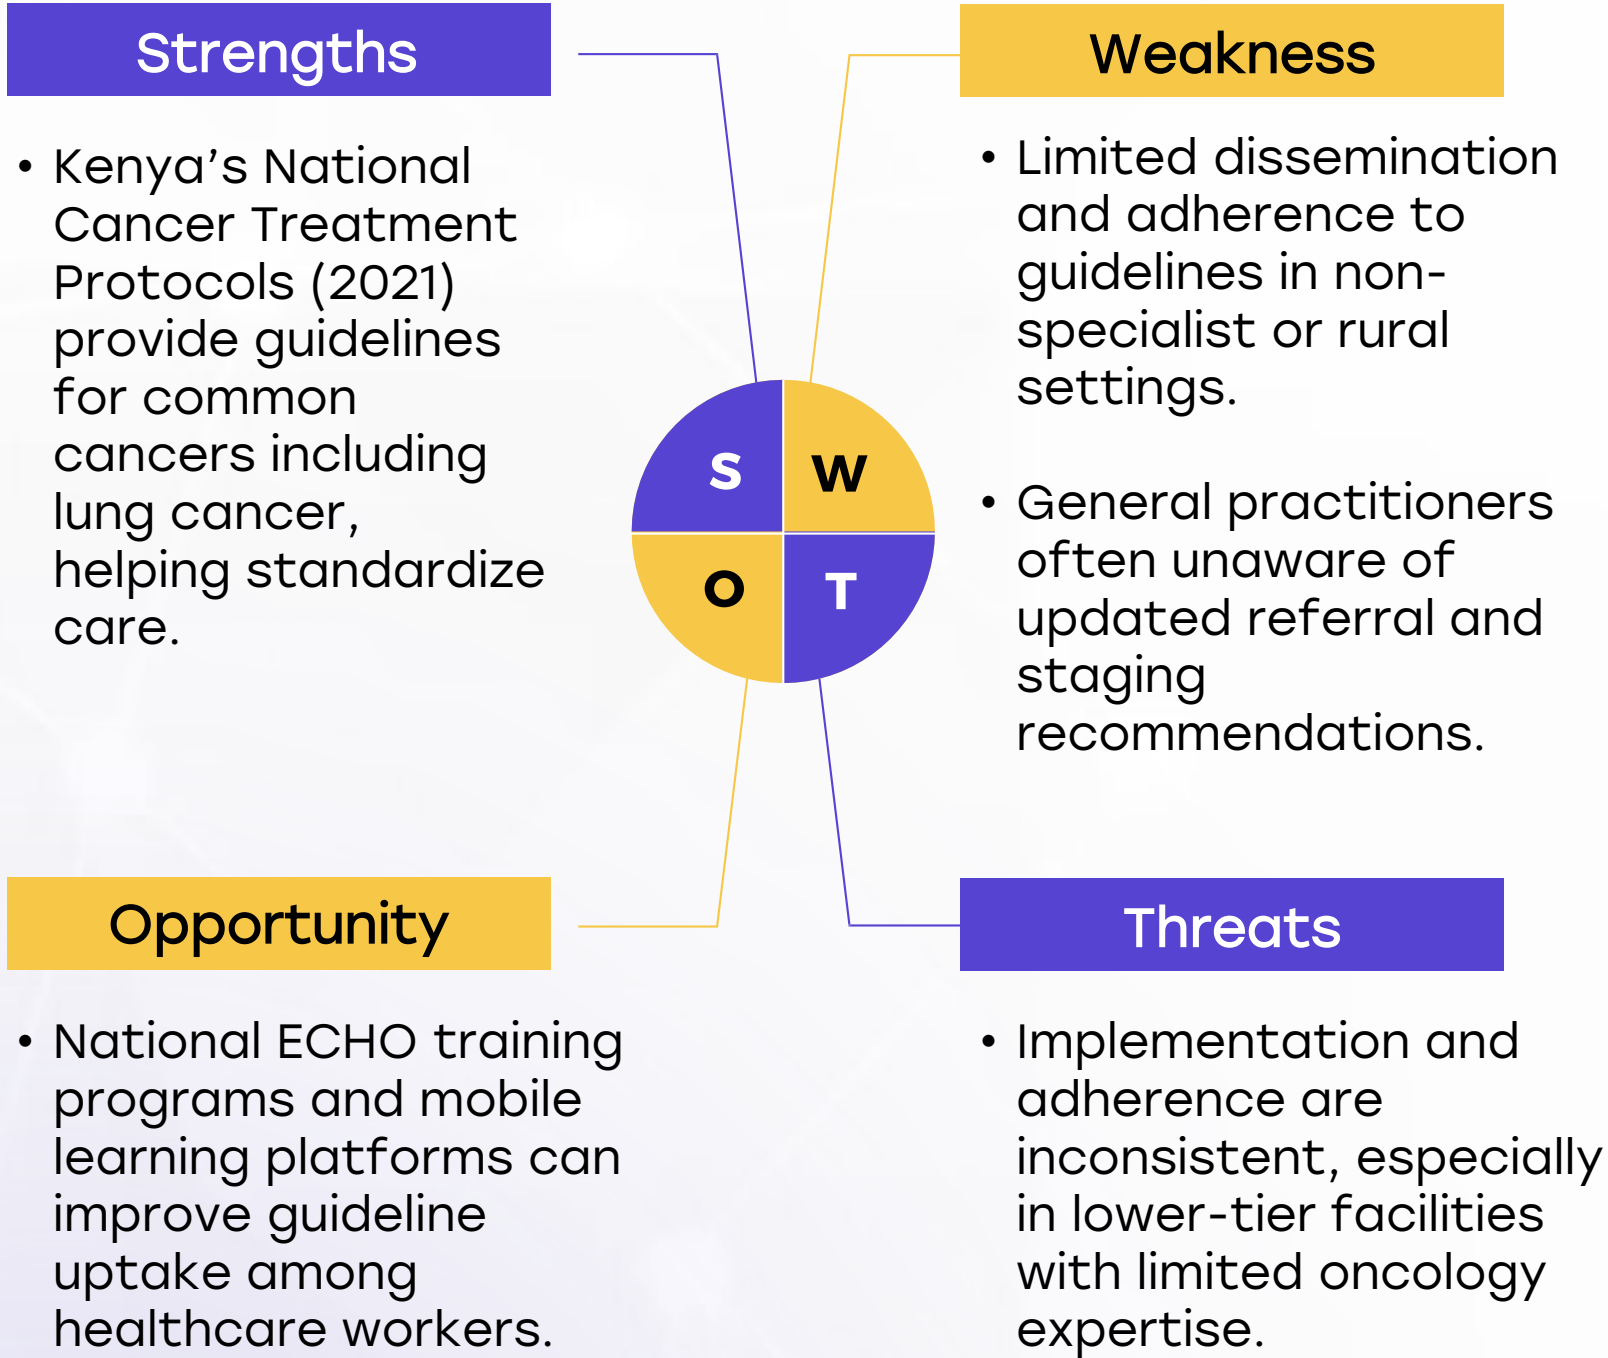 Strengths
• Kenya’s National
Cancer Treatment
Protocols (2021)
provide guidelines
for common
cancers including
lung cancer,
helping standardize
care.
Weakness
• Limited dissemination
and adherence to
guidelines in non-
specialist or rural
settings.
• General practitioners
often unaware of
updated referral and
staging
recommendations.
S
W
O
T
Opportunity
• National ECHO training
programs and mobile
learning platforms can
improve guideline
uptake among
healthcare workers.
Threats
• Implementation and
adherence are
inconsistent, especially
in lower-tier facilities
with limited oncology
expertise.